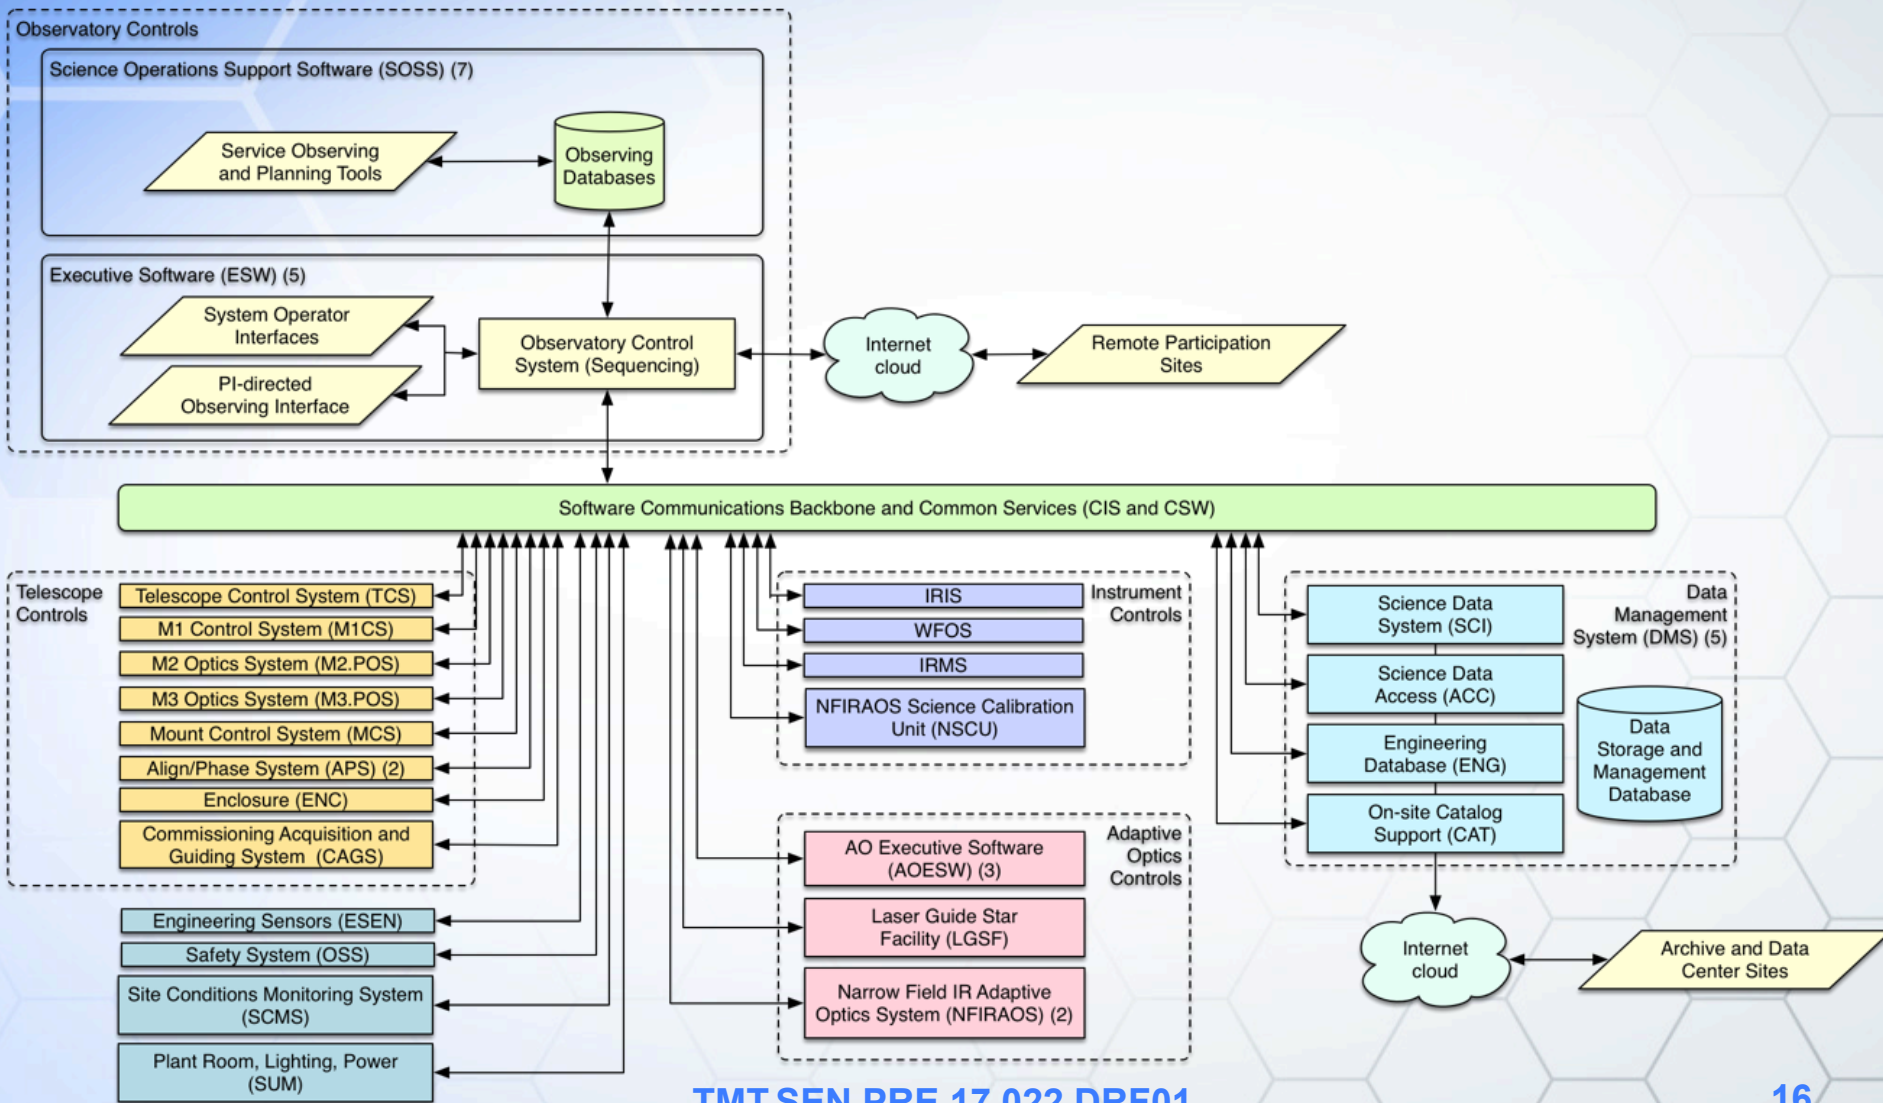 Observatory Controls
Science Operations Support Software (SOSS) (7)
Service Observing
and Planning Tools
Observing
Databases
Executive Software (ESW) (5)
System Operator
Interfaces
PI-directed
Observing Interface
Observatory Control
System (Sequencing)
Internet
cloud
Remote Participation
Sites
Software Communications Backbone and Common Services (CIS and CSW)
Telescope
Controls
Telescope Control System (TCS)
M1 Control System (M1CS)
M2 Optics System (M2.POS)
M3 Optics System (M3.POS)
Mount Control System (MCS)
Align/Phase System (APS) (2)
Enclosure (ENC)
Commissioning Acquisition and
Guiding System (CAGS)
Engineering Sensors (ESEN)
Safety System (OSS)
Site Conditions Monitoring System
(SCMS)
Plant Room, Lighting, Power
(SUM)
Instrument
Controls
IRIS
WFOS
IRMS
NFIRAOS Science Calibration
Unit (NSCU)
Adaptive
Optics
Controls
AO Executive Software
(AOESW) (3)
Laser Guide Star
Facility (LGSF)
Narrow Field IR Adaptive
Optics System (NFIRAOS) (2)
Data
Management
System (DMS) (5)
Science Data
System (SCI)
Science Data
Access (ACC)
Engineering
Database (ENG)
On-site Catalog
Support (CAT)
Data
Storage and
Management
Database
Internet
cloud
Archive and Data
Center Sites
TMT.SEN.PRE.17.022.DRF01
16